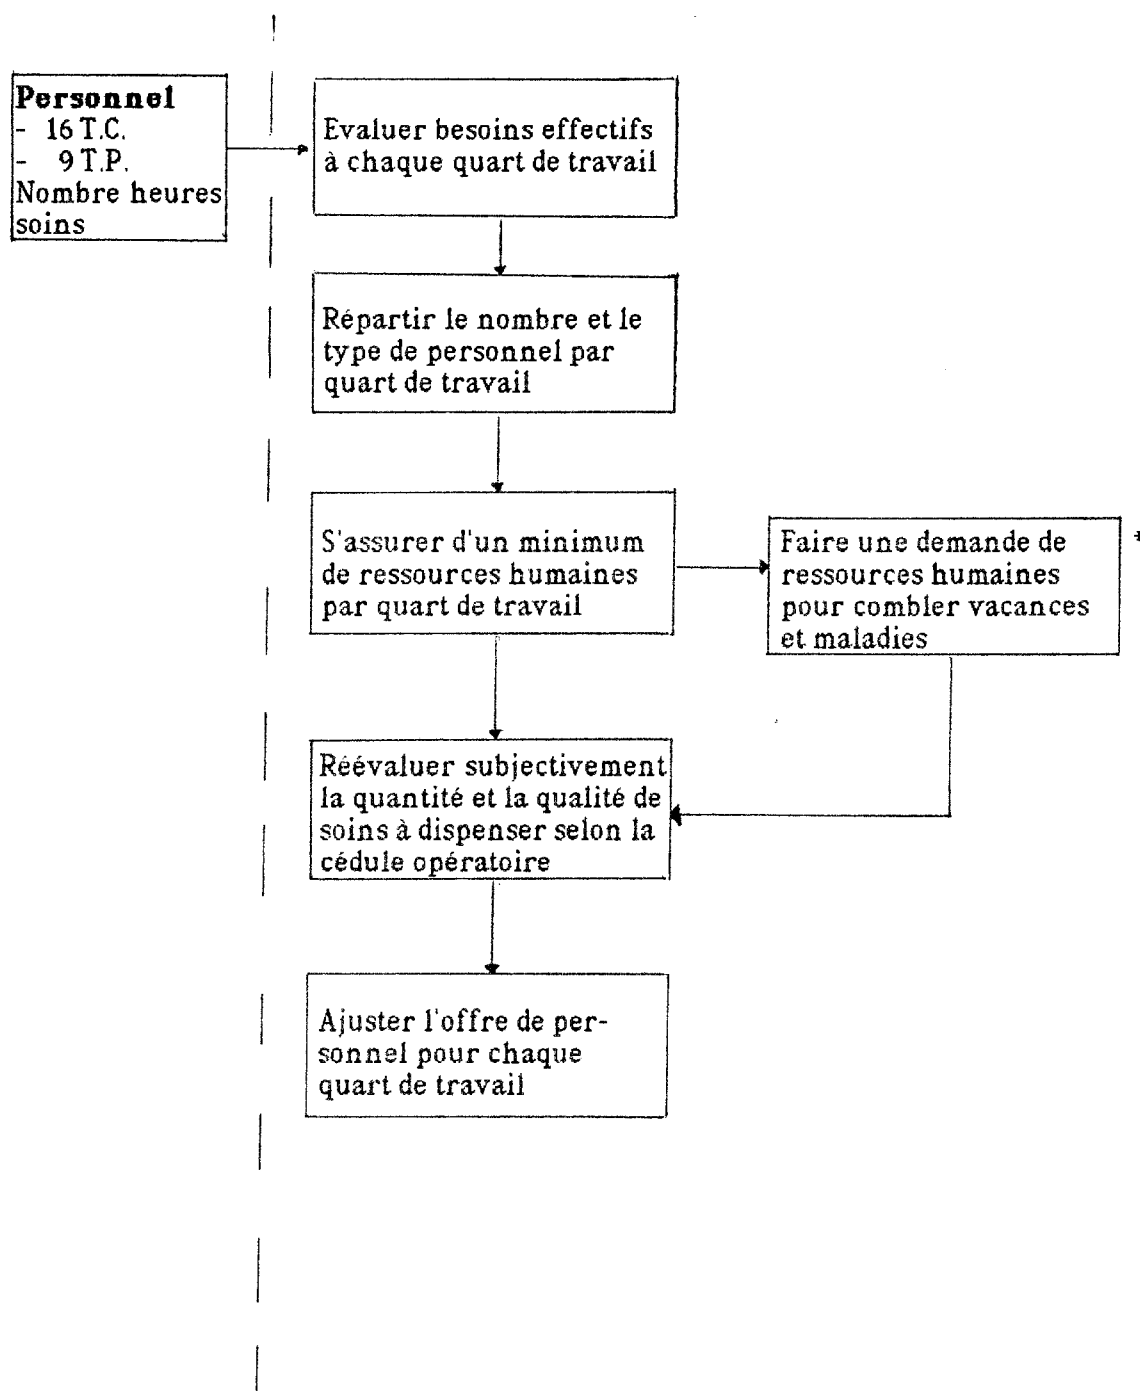 Personnel
- 16 T.C.
- 9 T.P.
Nombre heures
soins
Evaluer besoins effectifs
à chaque quart de travail
Répartir le nombre et le
type de personnel par
quart de travail
S'assurer d'un minimum
de ressources humaines
par quart de travail
Faire une demande de
ressources humaines
pour combler vacances
et maladies
*
Réévaluer subjectivement
la quantité et la qualité de
soins à dispenser selon la
cédule opératoire
Ajuster l'offre de per-
sonnel pour chaque
quart de travail